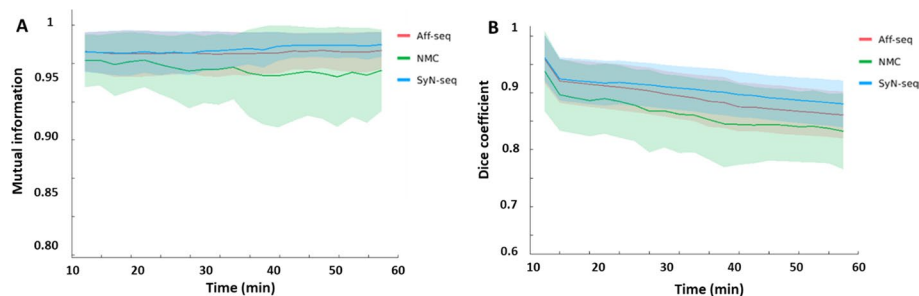 A
Mutual information
1
0.95
0.90
0.85
0.80
10 20 30 40 50 60
Time (min)
Aff-seq
NMC
SyN-seq
B
Dice coefficient
1
0.9
0.8
0.7
0.6
10 20 30 40 50 60
Time (min)
Aff-seq
NMC
SyN-seq